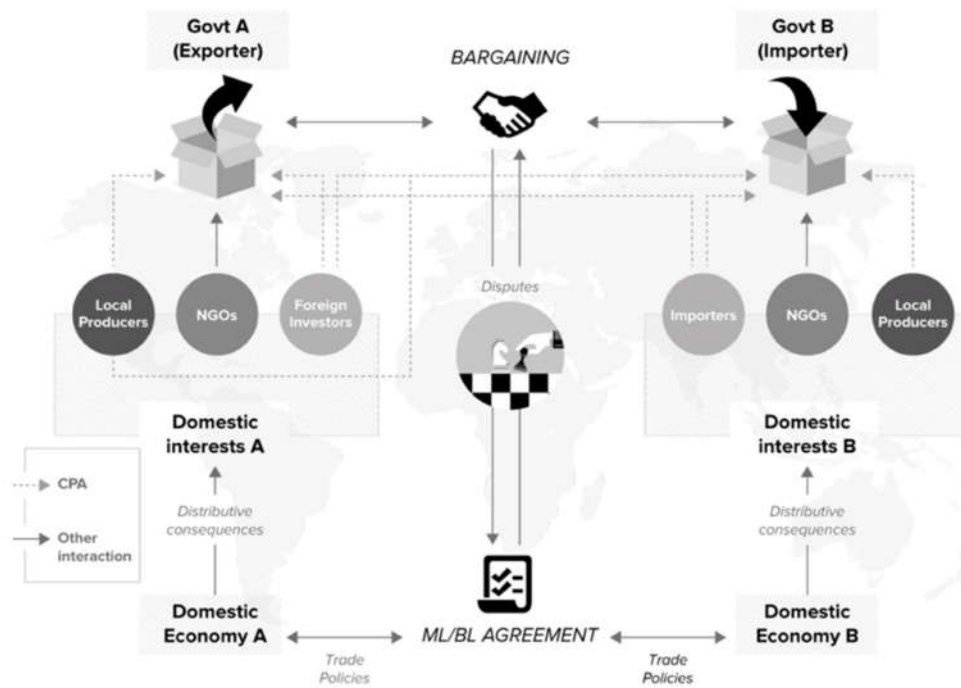 Govt A
(Exporter)
BARGAINING
Govt B
(Importer)
Disputes
Local
Producers
NGOs
Foreign
Investors
Importers
NGOs
Local
Producers
Domestic
interests A
Domestic
interests B
CPA
Other
interaction
Distributive
consequences
Distributive
consequences
Domestic
Economy A
ML/BL AGREEMENT
Domestic
Economy B
Trade
Policies
Trade
Policies